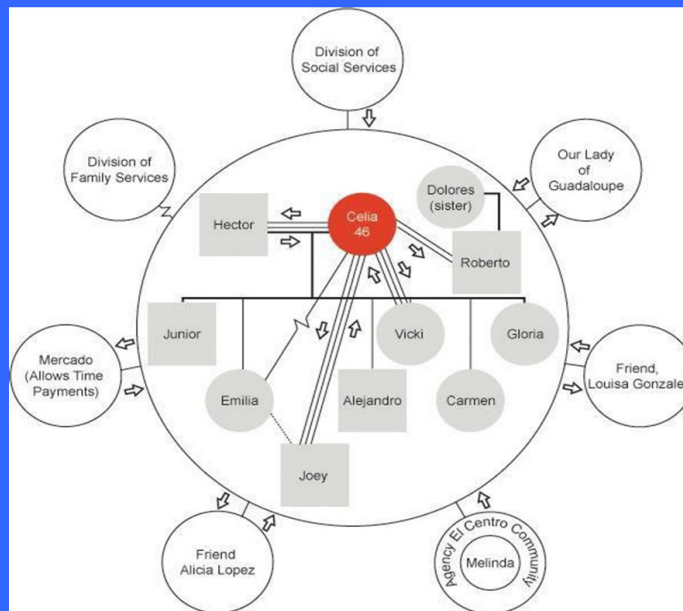 Division of
Social Services
Division of
Family Services
Our Lady
of
Guadaloupe
Dolores
(sister)
Hector
Celia
46
Roberto
Junior
Vicki
Gloria
Mercado
(Allows Time
Payments)
Friend,
Louisa Gonzale
Emilia
Alejandro
Carmen
Joey
Friend
Alicia Lopez
Agency El Centro Community
Melinda